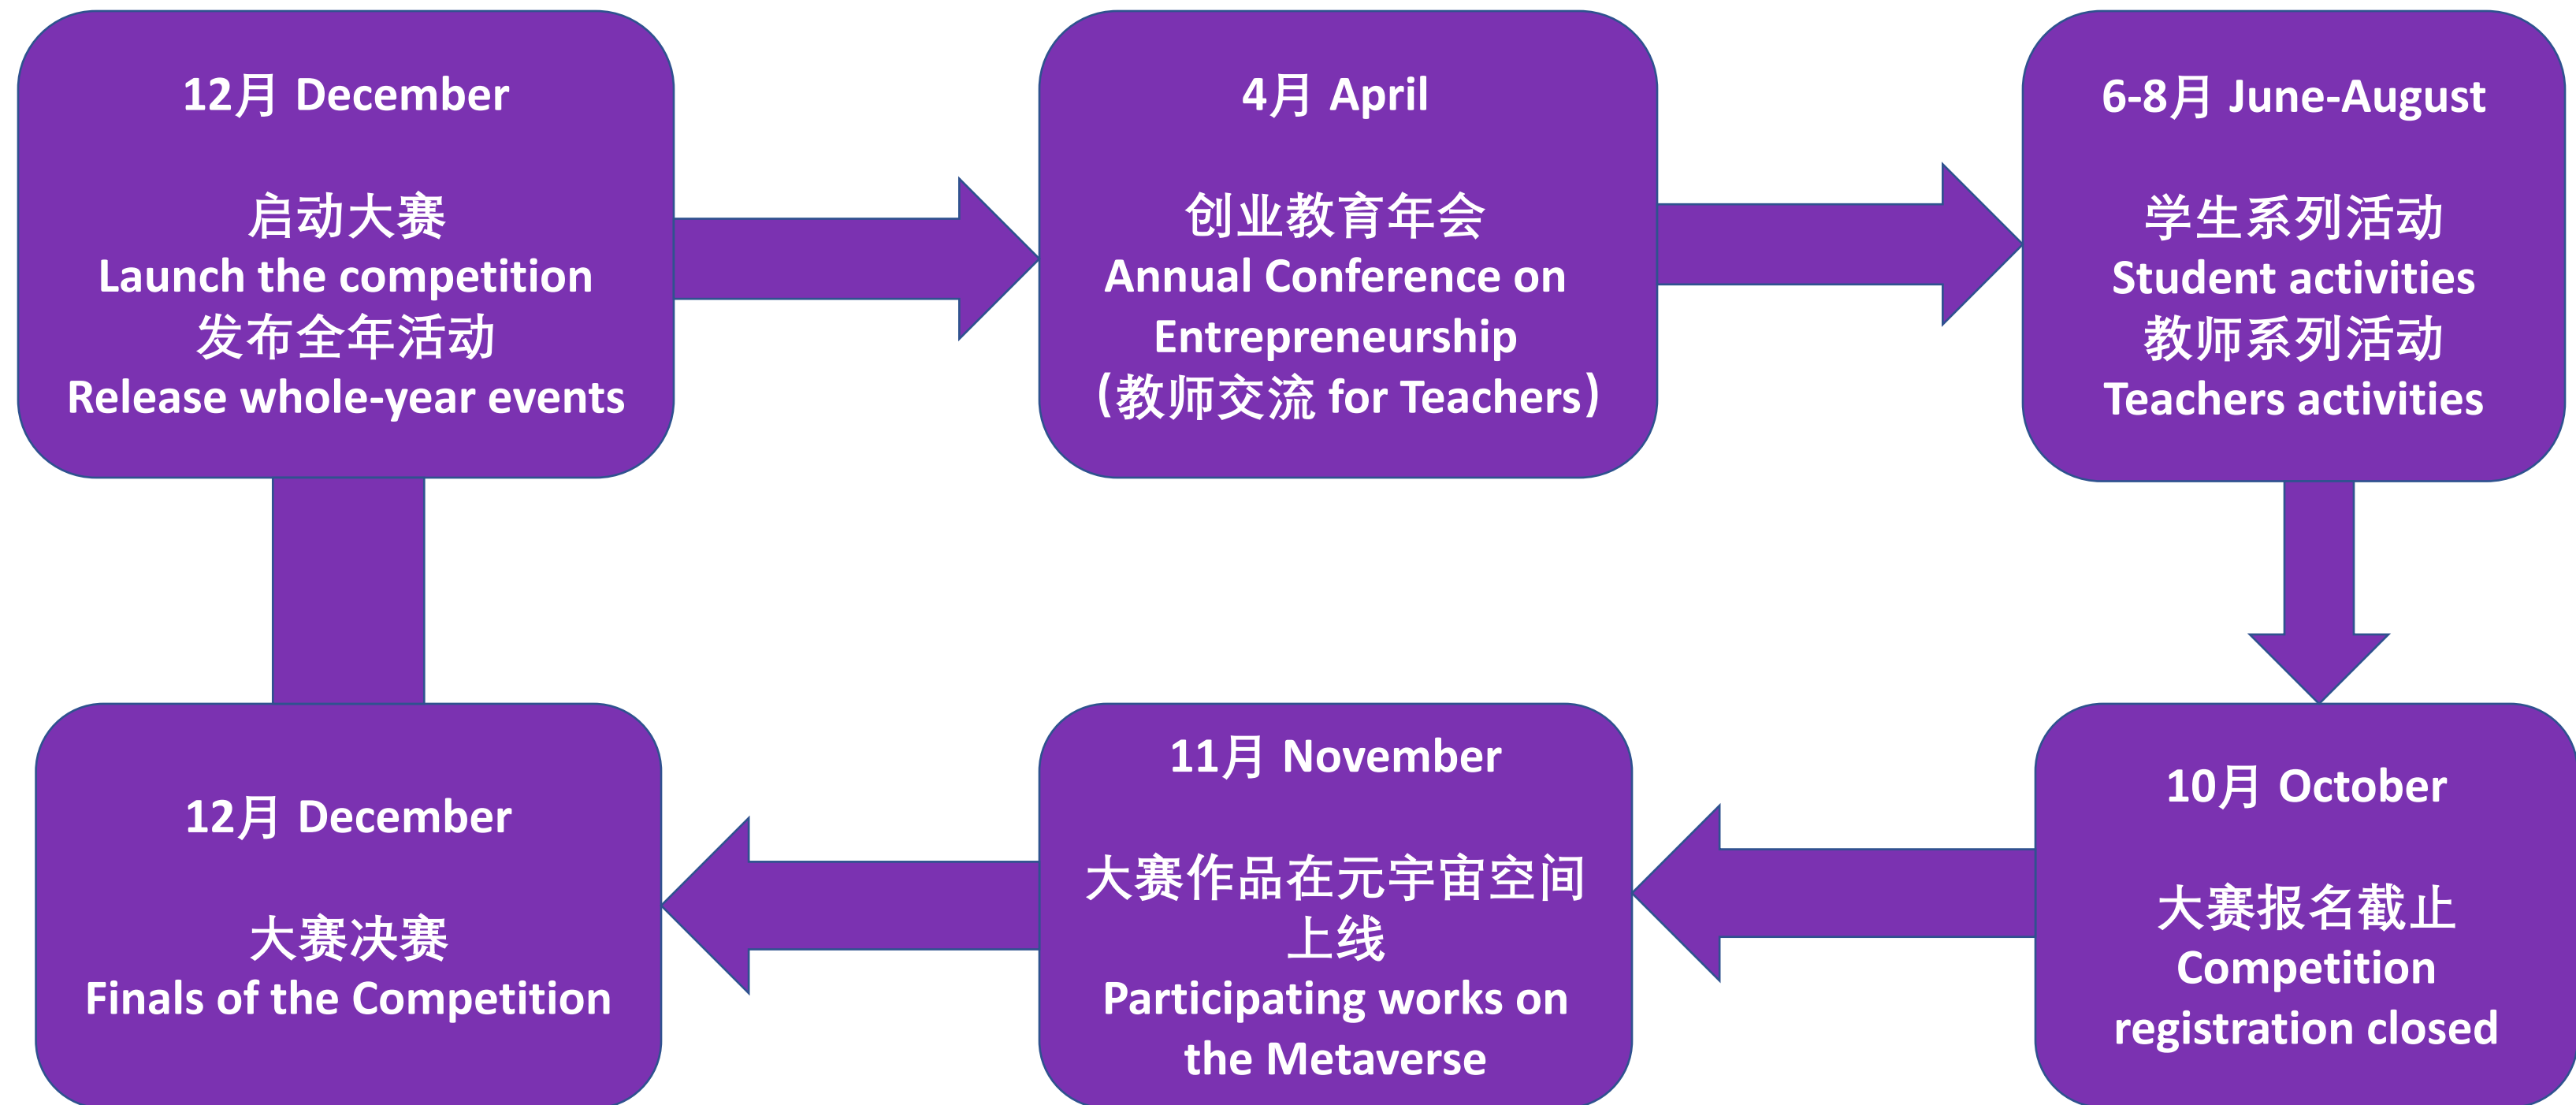 12月 December
启动大赛
Launch the competition
发布全年活动
Release whole-year events
4月 April
创业教育年会
Annual Conference on
Entrepreneurship
（教师交流 for Teachers）
6-8月 June-August
学生系列活动
Student activities
教师系列活动
Teachers activities
10月 October
大赛报名截止
Competition
registration closed
11月 November
大赛作品在元宇宙空间
上线
Participating works on
the Metaverse
12月 December
大赛决赛
Finals of the Competition